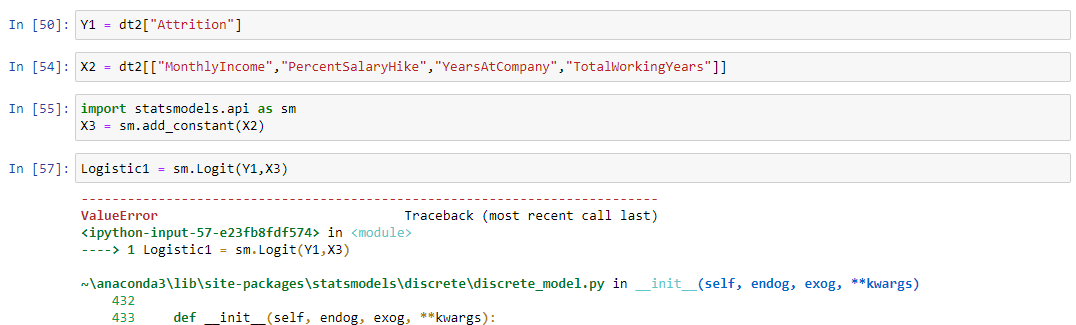 In [50]: Y1 = dt2["Attrition"]
In [54]: X2 = dt2[["MonthlyIncome","PercentSalaryHike","YearsAtCompany","TotalWorkingYears"]]
In [55]: import statsmodels.api as sm
X3 = sm.add_constant(X2)
In [57]: Logistic1 = sm.Logit(Y1,X3)
---------------------------------------------------------------------------
ValueError                                Traceback (most recent call last)
<ipython-input-57-e23fb8fdf574> in <module>
----> 1 Logistic1 = sm.Logit(Y1,X3)
~\anaconda3\lib\site-packages\statsmodels\discrete\discrete_model.py in __init__(self, endog, exog, **kwargs)
432
433     def __init__(self, endog, exog, **kwargs):